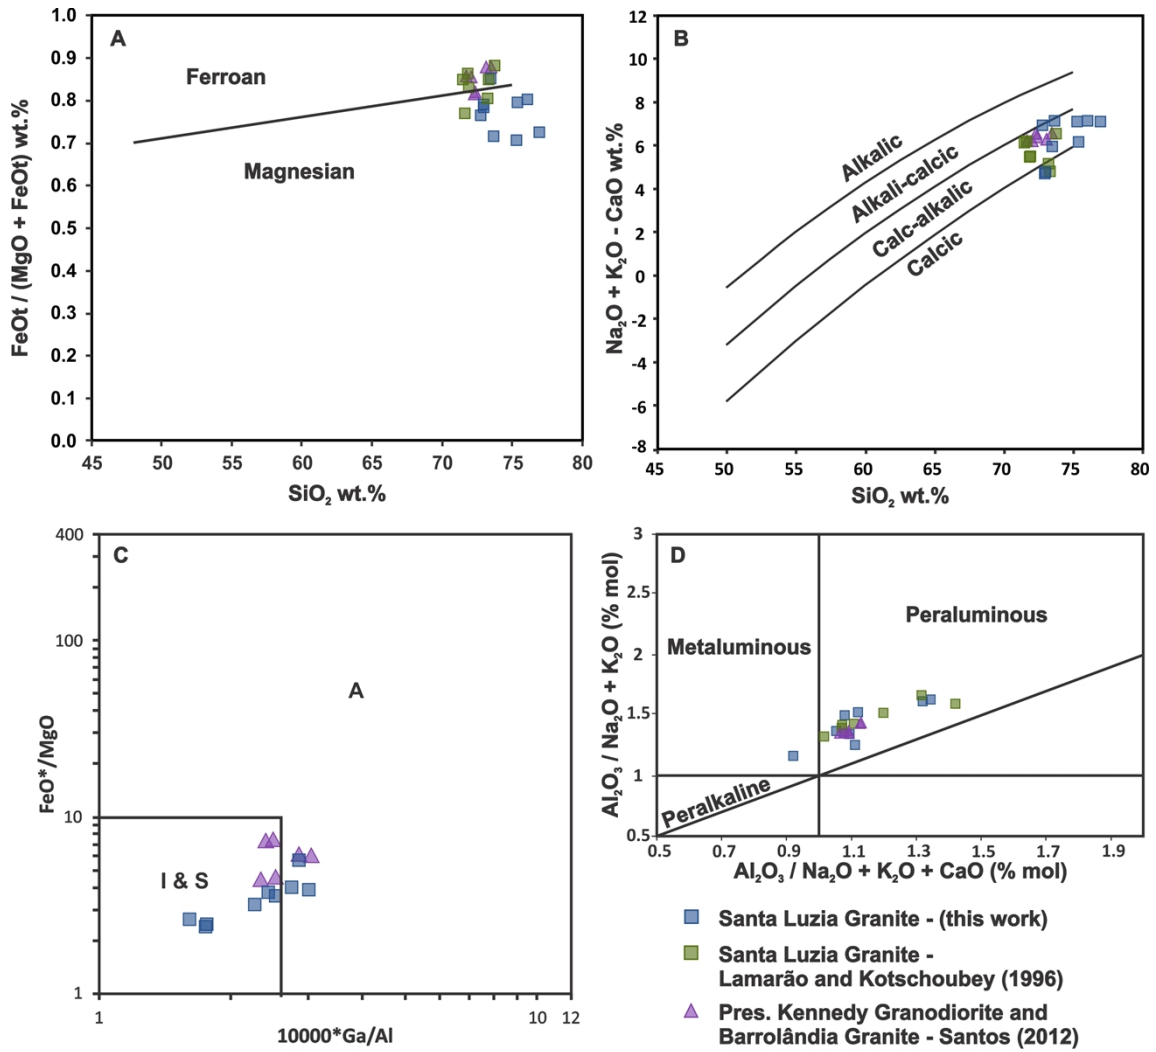 A
FeOt / (MgO + FeOt) wt.%
1.0
0.9
0.8
0.7
0.6
0.5
0.4
0.3
0.2
0.1
0.0
Ferroan
Magnesian
45 50 55 60 65 70 75 80
SiO₂ wt.%
B
Na₂O + K₂O - CaO wt.%
12
10
8
6
4
2
0
-2
-4
-6
-8
Alkalic
Alkali-calcic
Calc-alkalic
Calcic
45 50 55 60 65 70 75 80
SiO₂ wt.%
C
FeO*/MgO
400
100
10
1
A
I & S
1 10 12
10000*Ga/Al
D
Al₂O₃ / Na₂O + K₂O (% mol)
3
2.5
2
1.5
1
0.5
Metaluminous
Peraluminous
Peralkaline
0.5 0.9 1.1 1.3 1.5 1.7 1.9
Al₂O₃ / Na₂O + K₂O + CaO (% mol)
Santa Luzia Granite - (this work)
Santa Luzia Granite -
Lamarão and Kotschoubey (1996)
Pres. Kennedy Granodiorite and
Barrolândia Granite - Santos (2012)